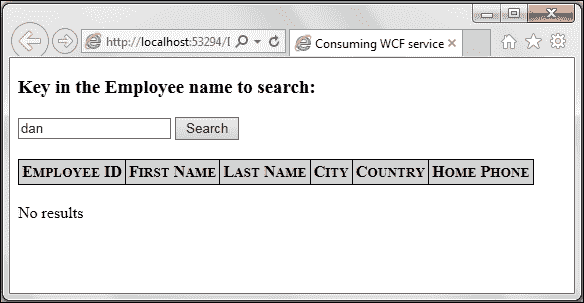 http://localhost:53294/
Consuming WCF service
Key in the Employee name to search:
dan Search
EMPLOYEE ID FIRST NAME LAST NAME CITY COUNTRY HOME PHONE
No results